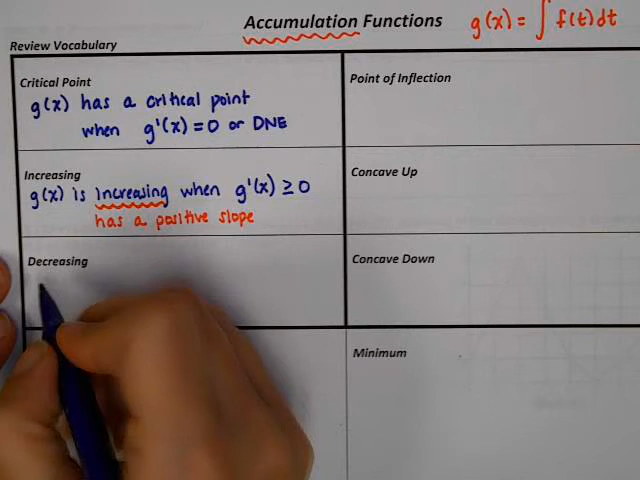 Accumulation Functions g(x) = ∫ f(t) dt
Review Vocabulary
Critical Point
g(x) has a critical point
when g'(x) = 0 or DNE
Point of Inflection
Increasing
g(x) is increasing when g'(x) ≥ 0
has a positive slope
Concave Up
Decreasing
Concave Down
Minimum